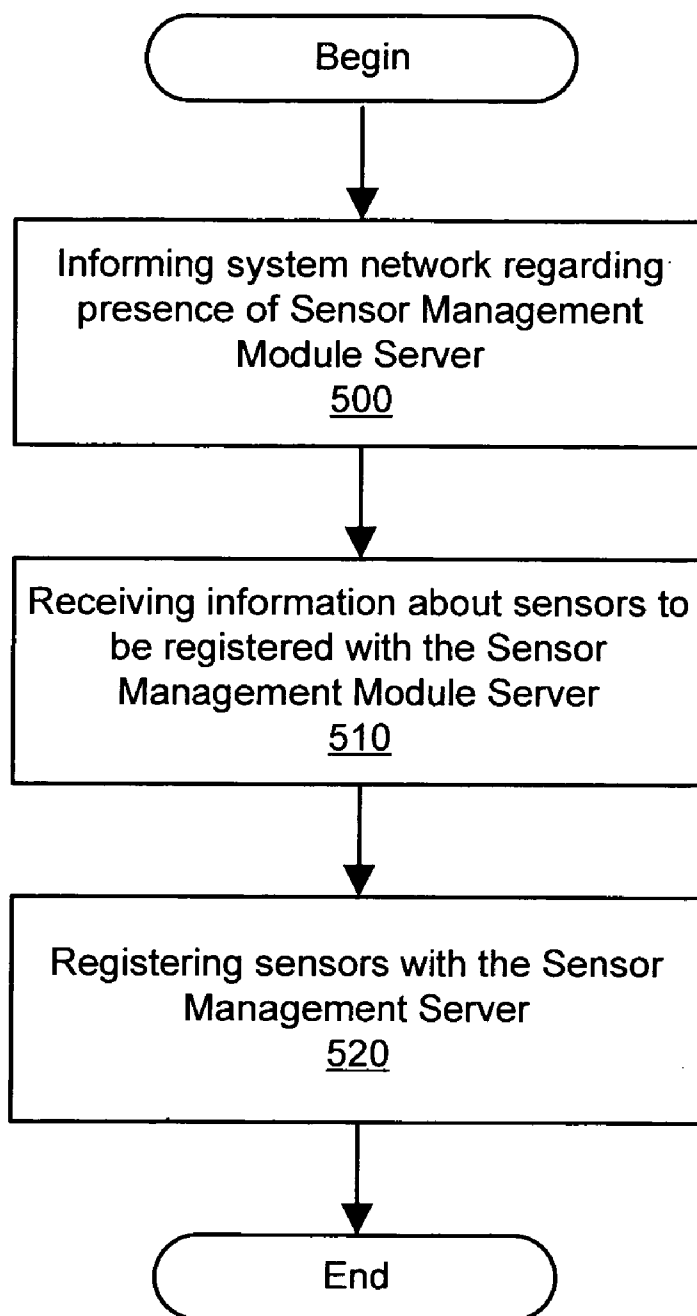 Begin
Informing system network regarding
presence of Sensor Management
Module Server
500
Receiving information about sensors to
be registered with the Sensor
Management Module Server
510
Registering sensors with the Sensor
Management Server
520
End